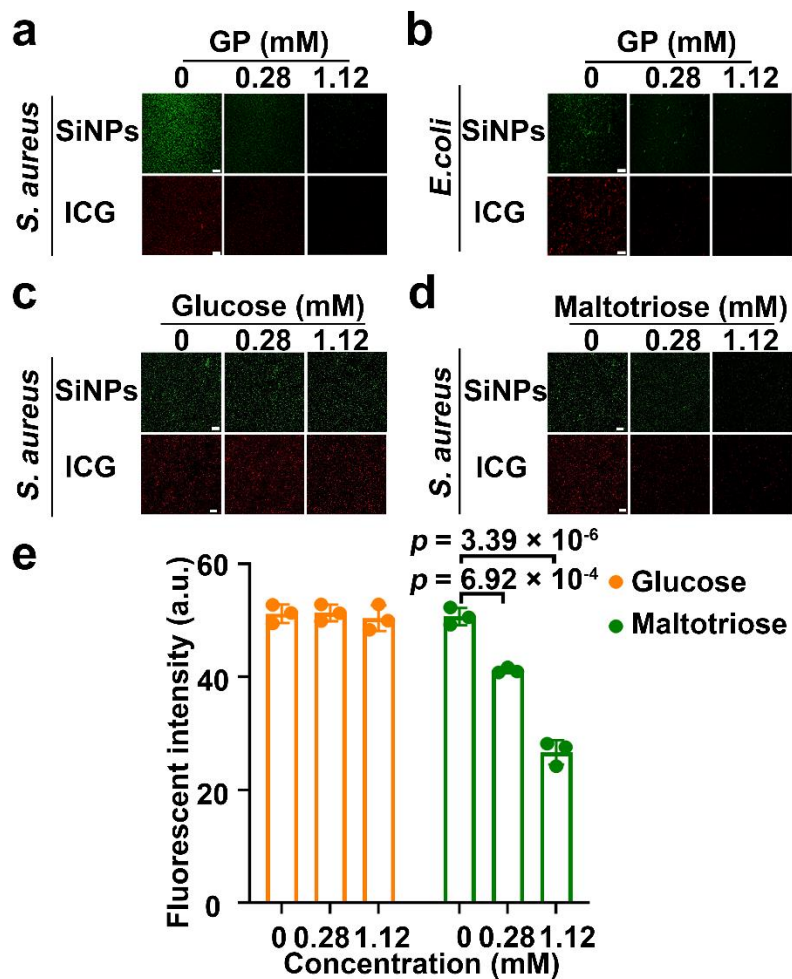 a
GP (mM)
0 0.28 1.12
S. aureus
SiNPs
ICG
b
GP (mM)
0 0.28 1.12
E.coli
SiNPs
ICG
c
Glucose (mM)
0 0.28 1.12
S. aureus
SiNPs
ICG
d
Maltotriose (mM)
0 0.28 1.12
S. aureus
SiNPs
ICG
e
p = 3.39 × 10⁻⁶
p = 6.92 × 10⁻⁴
Glucose
Maltotriose
Fluorescent intensity (a.u.)
60
40
20
0
0 0.28 1.12 0 0.28 1.12
Concentration (mM)